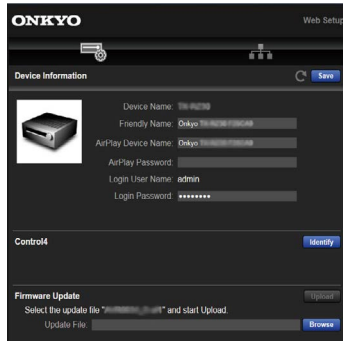 ONKYO
Web Setup
Device Information
Save
Device Name:
Friendly Name: Onkyo
AirPlay Device Name: Onkyo
AirPlay Password:
Login User Name: admin
Login Password: ••••••••
Control4
Identify
Firmware Update
Upload
Select the update file "" and start Upload.
Update File:
Browse